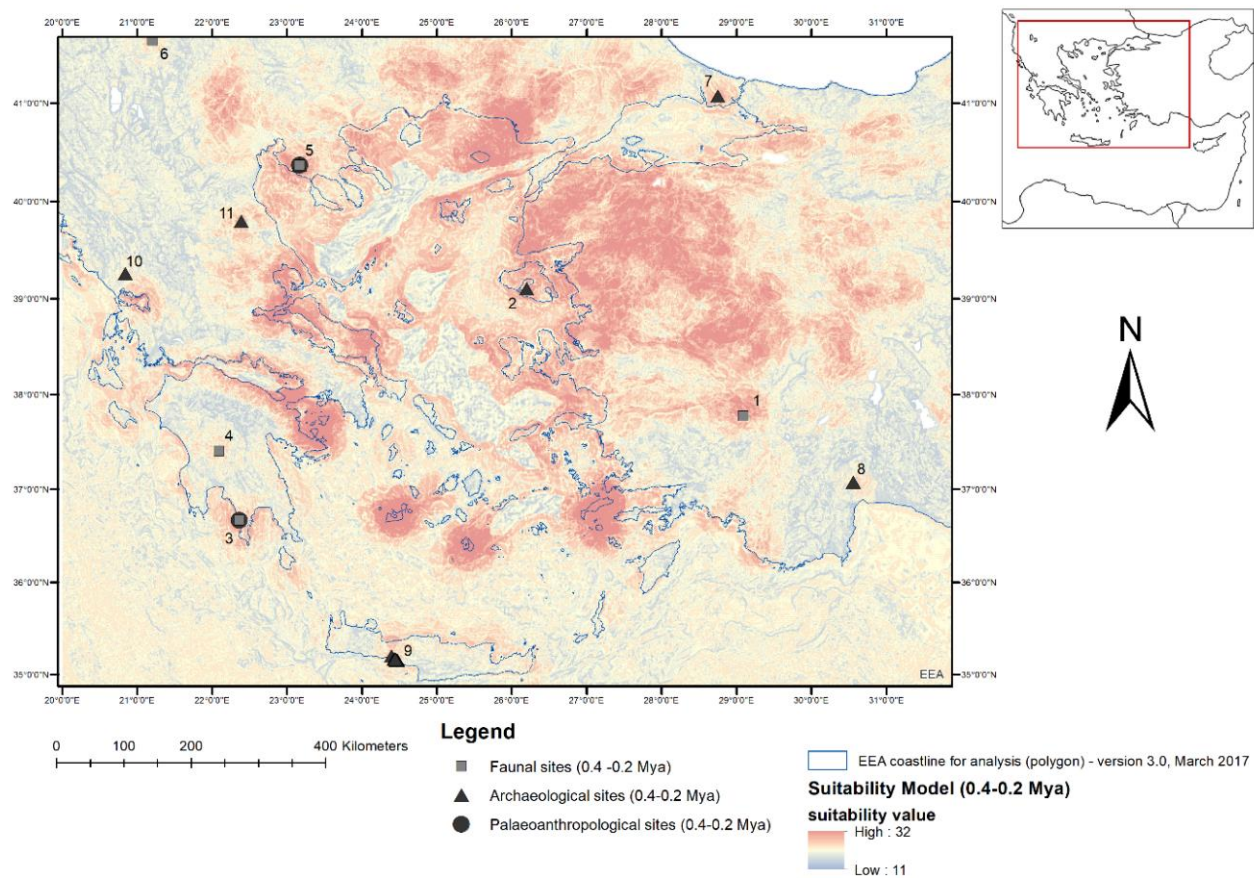 20°0'0"E 21°0'0"E 22°0'0"E 23°0'0"E 24°0'0"E 25°0'0"E 26°0'0"E 27°0'0"E 28°0'0"E 29°0'0"E 30°0'0"E 31°0'0"E
6
7
41°0'0"N 41°0'0"N
5
40°0'0"N 40°0'0"N
11
10
39°0'0"N 39°0'0"N
2
38°0'0"N 38°0'0"N
1
4
8
37°0'0"N 37°0'0"N
3
36°0'0"N 36°0'0"N
9
35°0'0"N 35°0'0"N
EEA
20°0'0"E 21°0'0"E 22°0'0"E 23°0'0"E 24°0'0"E 25°0'0"E 26°0'0"E 27°0'0"E 28°0'0"E 29°0'0"E 30°0'0"E 31°0'0"E
N
0 100 200 400 Kilometers
Legend
Faunal sites (0.4 -0.2 Mya)
Archaeological sites (0.4-0.2 Mya)
Palaeoanthropological sites (0.4-0.2 Mya)
EEA coastline for analysis (polygon) - version 3.0, March 2017
Suitability Model (0.4-0.2 Mya)
suitability value
High : 32
Low : 11